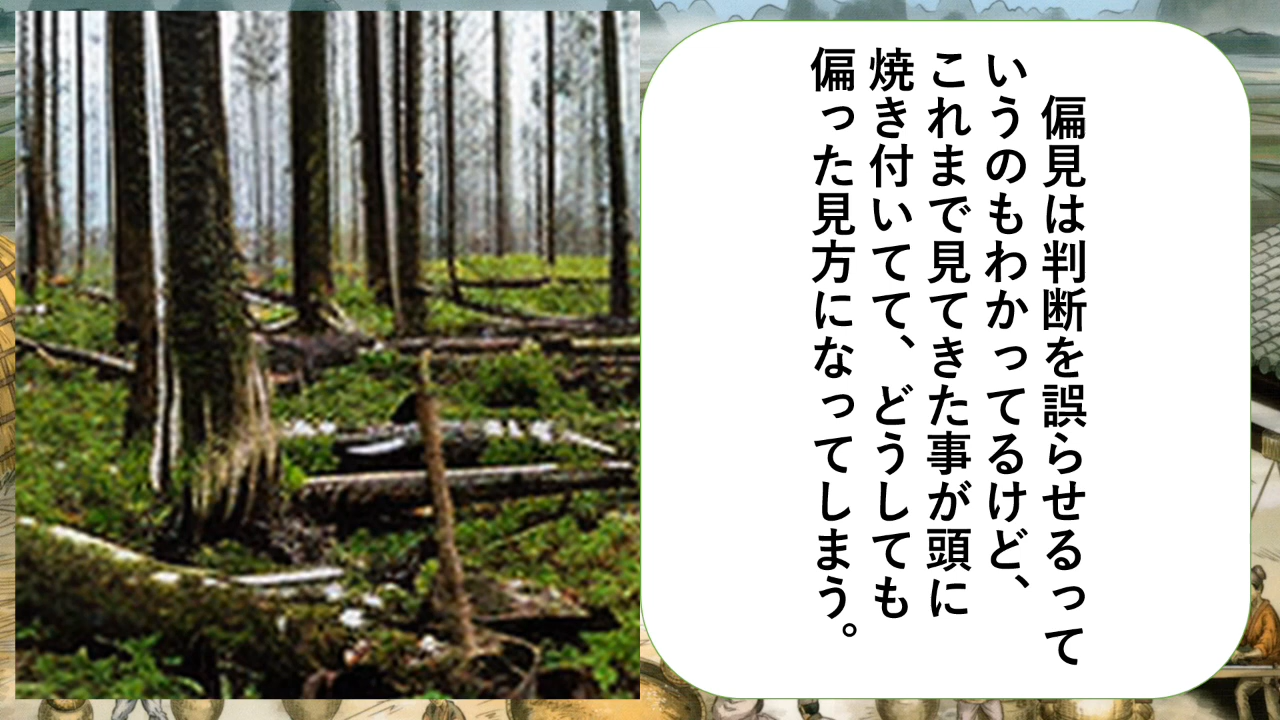 偏見は判断を誤らせるって
いうのもわかってるけど、
これまで見てきた事が頭に
焼き付いてて、どうしても
偏った見方になってしまう。